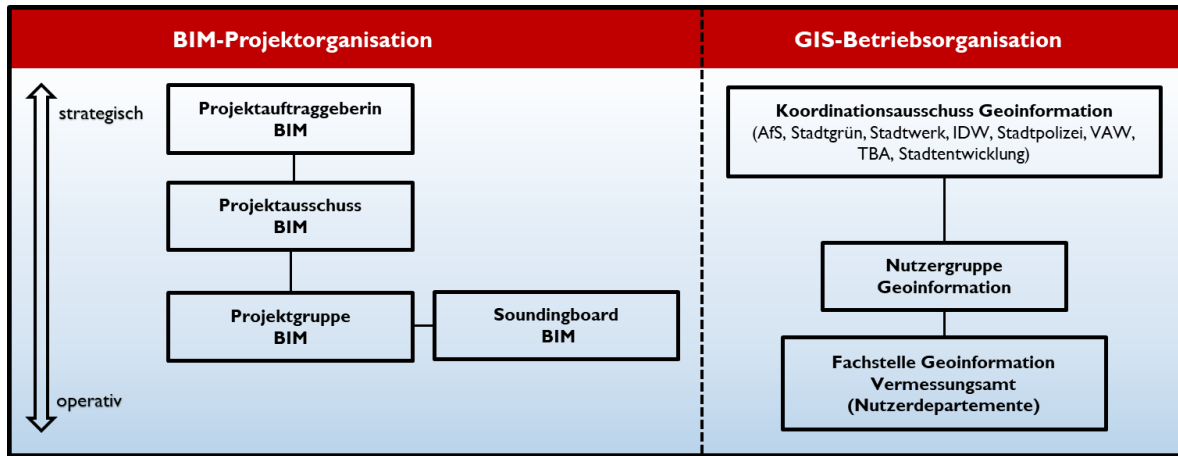 BIM-Projektorganisation
GIS-Betriebsorganisation
strategisch
Projektauftraggeberin
BIM
Projektausschuss
BIM
Projektgruppe
BIM
Soundingboard
BIM
operativ
Koordinationsausschuss Geoinformation
(AfS, Stadtgrün, Stadtwerk, IDW, Stadtpolizei, VAW,
TBA, Stadtentwicklung)
Nutzergruppe
Geoinformation
Fachstelle Geoinformation
Vermessungsamt
(Nutzerdepartemente)